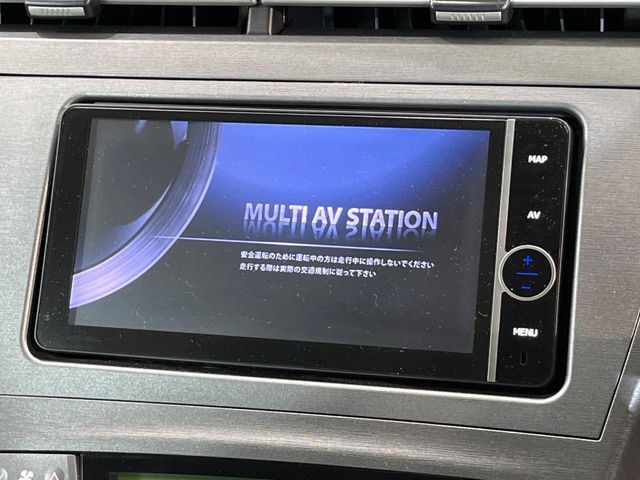 MULTI AV STATION
安全運転のために運転中の方は走行中に操作しないでください
走行する際は実際の交通規制に従って下さい
MAP
AV
+
−
MENU